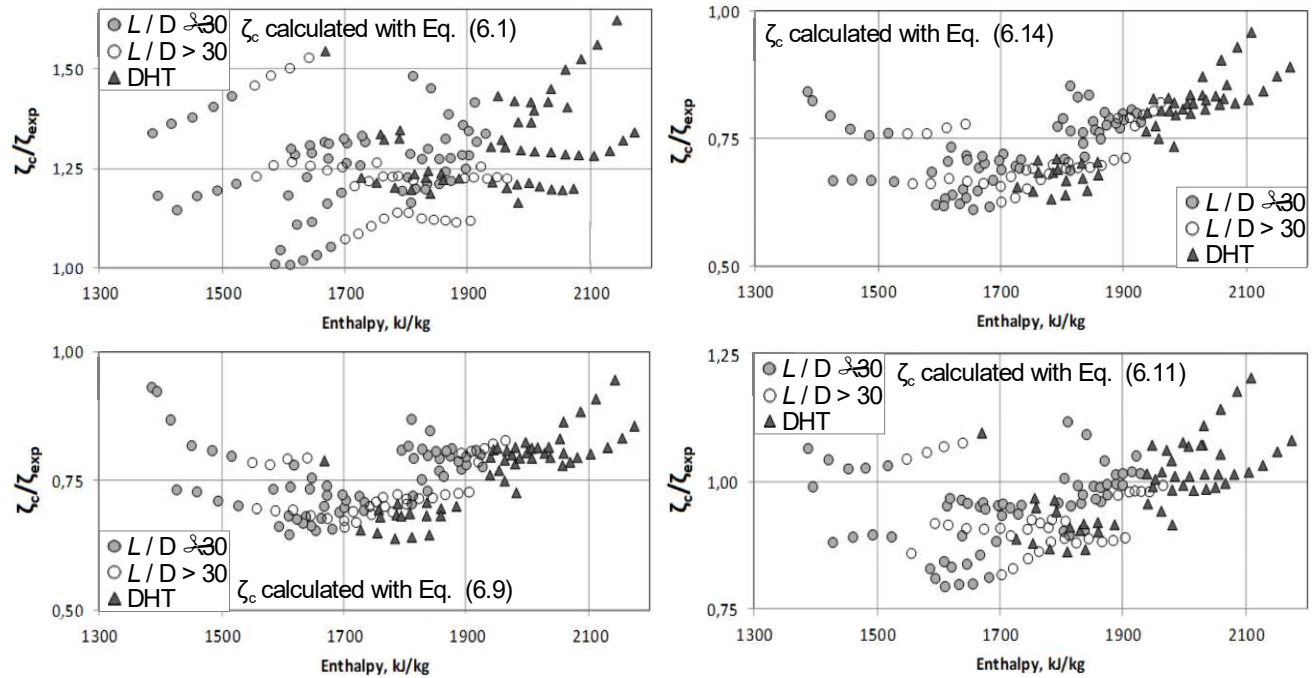 L / D ≤30
L / D > 30
DHT
ζc calculated with Eq. (6.1)
1,50
1,25
1,00
ζc/ζexp
1300 1500 1700 1900 2100
Enthalpy, kJ/kg
1,00
ζc calculated with Eq. (6.14)
0,75
0,50
ζc/ζexp
L / D ≤30
L / D > 30
DHT
1300 1500 1700 1900 2100
Enthalpy, kJ/kg
1,00
0,75
0,50
ζc/ζexp
L / D ≤30
L / D > 30
DHT
ζc calculated with Eq. (6.9)
1300 1500 1700 1900 2100
Enthalpy, kJ/kg
1,25
L / D ≤30
L / D > 30
DHT
ζc calculated with Eq. (6.11)
1,00
0,75
ζc/ζexp
1300 1500 1700 1900 2100
Enthalpy, kJ/kg